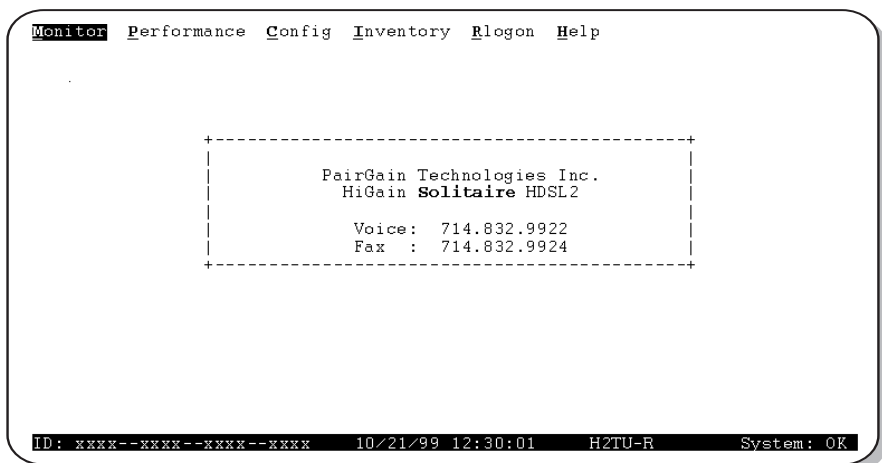 Monitor Performance Config Inventory Rlogon Help
PairGain Technologies Inc.
HiGain Solitaire HDSL2
Voice: 714.832.9922
Fax : 714.832.9924
ID: xxxx--xxxx--xxxx--xxxx 10/21/99 12:30:01 H2TU-R System: OK